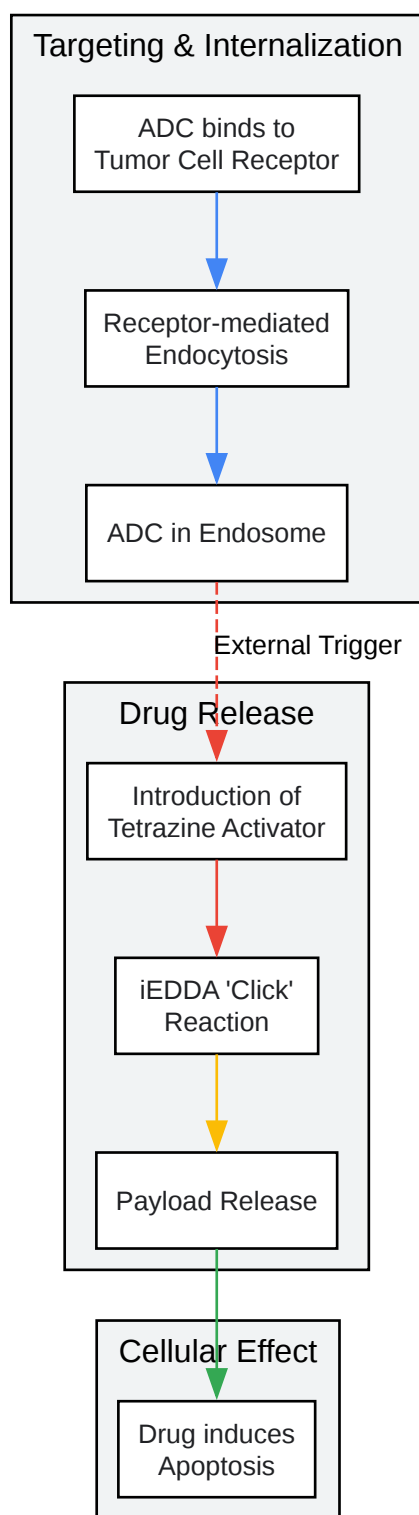 Targeting & Internalization
ADC binds to
Tumor Cell Receptor
Receptor-mediated
Endocytosis
ADC in Endosome
External Trigger
Drug Release
Introduction of
Tetrazine Activator
iEDDA 'Click'
Reaction
Payload Release
Cellular Effect
Drug induces
Apoptosis